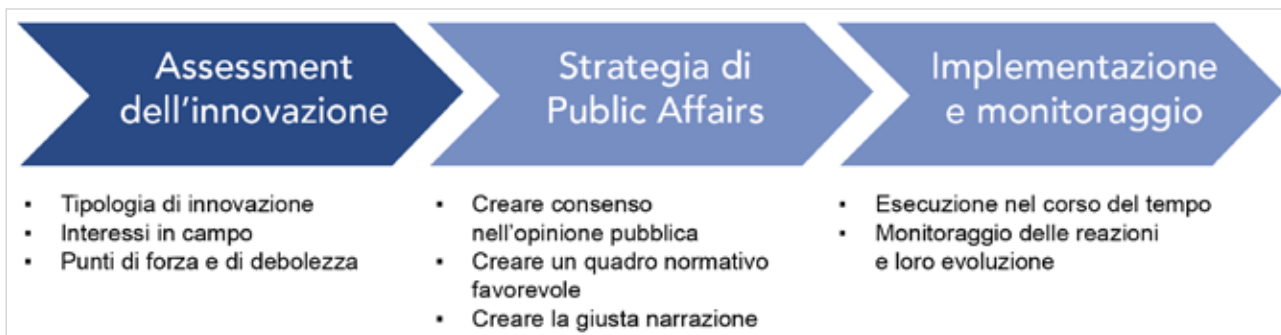 Assessment
dell'innovazione
▪ Tipologia di innovazione
▪ Interessi in campo
▪ Punti di forza e di debolezza
Strategia di
Public Affairs
▪ Creare consenso
nell'opinione pubblica
▪ Creare un quadro normativo
favorevole
▪ Creare la giusta narrazione
Implementazione
e monitoraggio
▪ Esecuzione nel corso del tempo
▪ Monitoraggio delle reazioni
e loro evoluzione